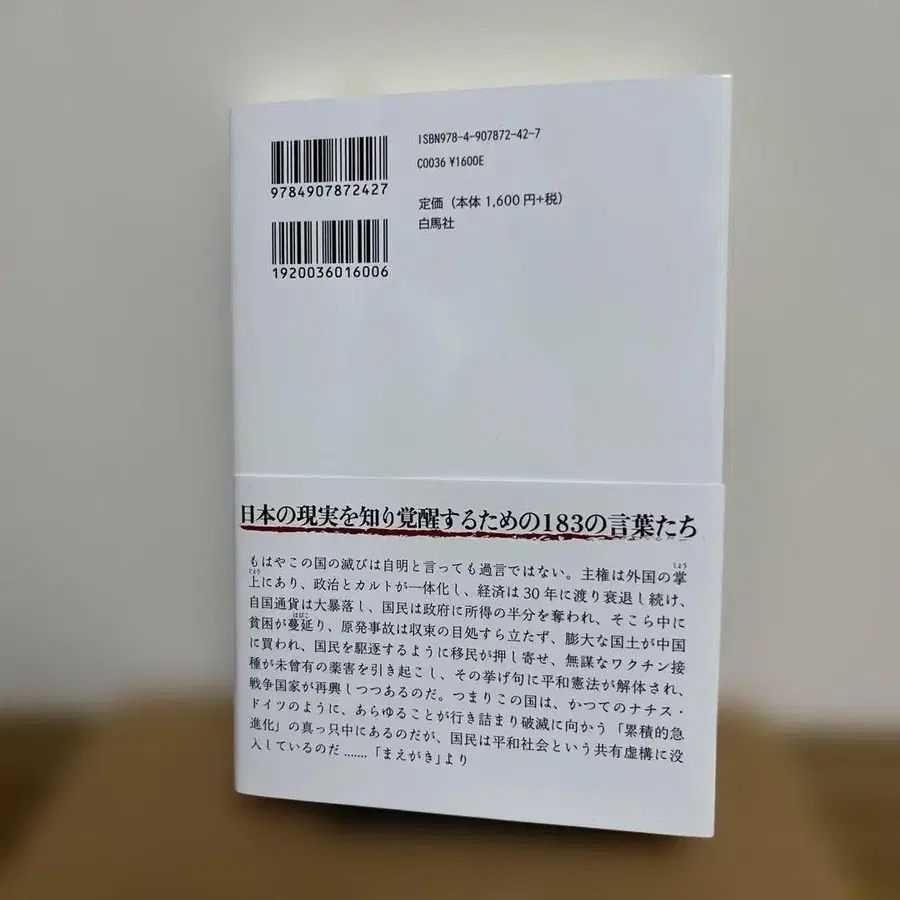 ISBN978-4-907872-42-7
C0036 ¥1600E
9784907872427
定価（本体 1,600円+税）
白馬社
1920036016006
日本の現実を知り覚醒するための183の言葉たち
もはやこの国の滅びは自明と言っても過言ではない。主権は外国の掌
しょう
上にあり、政治とカルトが一体化し、経済は30年に渡り衰退し続け、
じょう
自国通貨は大暴落し、国民は政府に所得の半分を奪われ、そこら中に
貧困が蔓延り、原発事故は収束の目処すら立たず、膨大な国土が中国
はびこ
に買われ、国民を駆逐するように移民が押し寄せ、無謀なワクチン接
種が未曾有の薬害を引き起こし、その挙げ句に平和憲法が解体され、
戦争国家が再興しつつあるのだ。つまりこの国は、かつてのナチス・
ドイツのように、あらゆることが行き詰まり破滅に向かう「累積的急
進化」の真っ只中にあるのだが、国民は平和社会という共有虚構に没
入しているのだ.......「まえがき」より